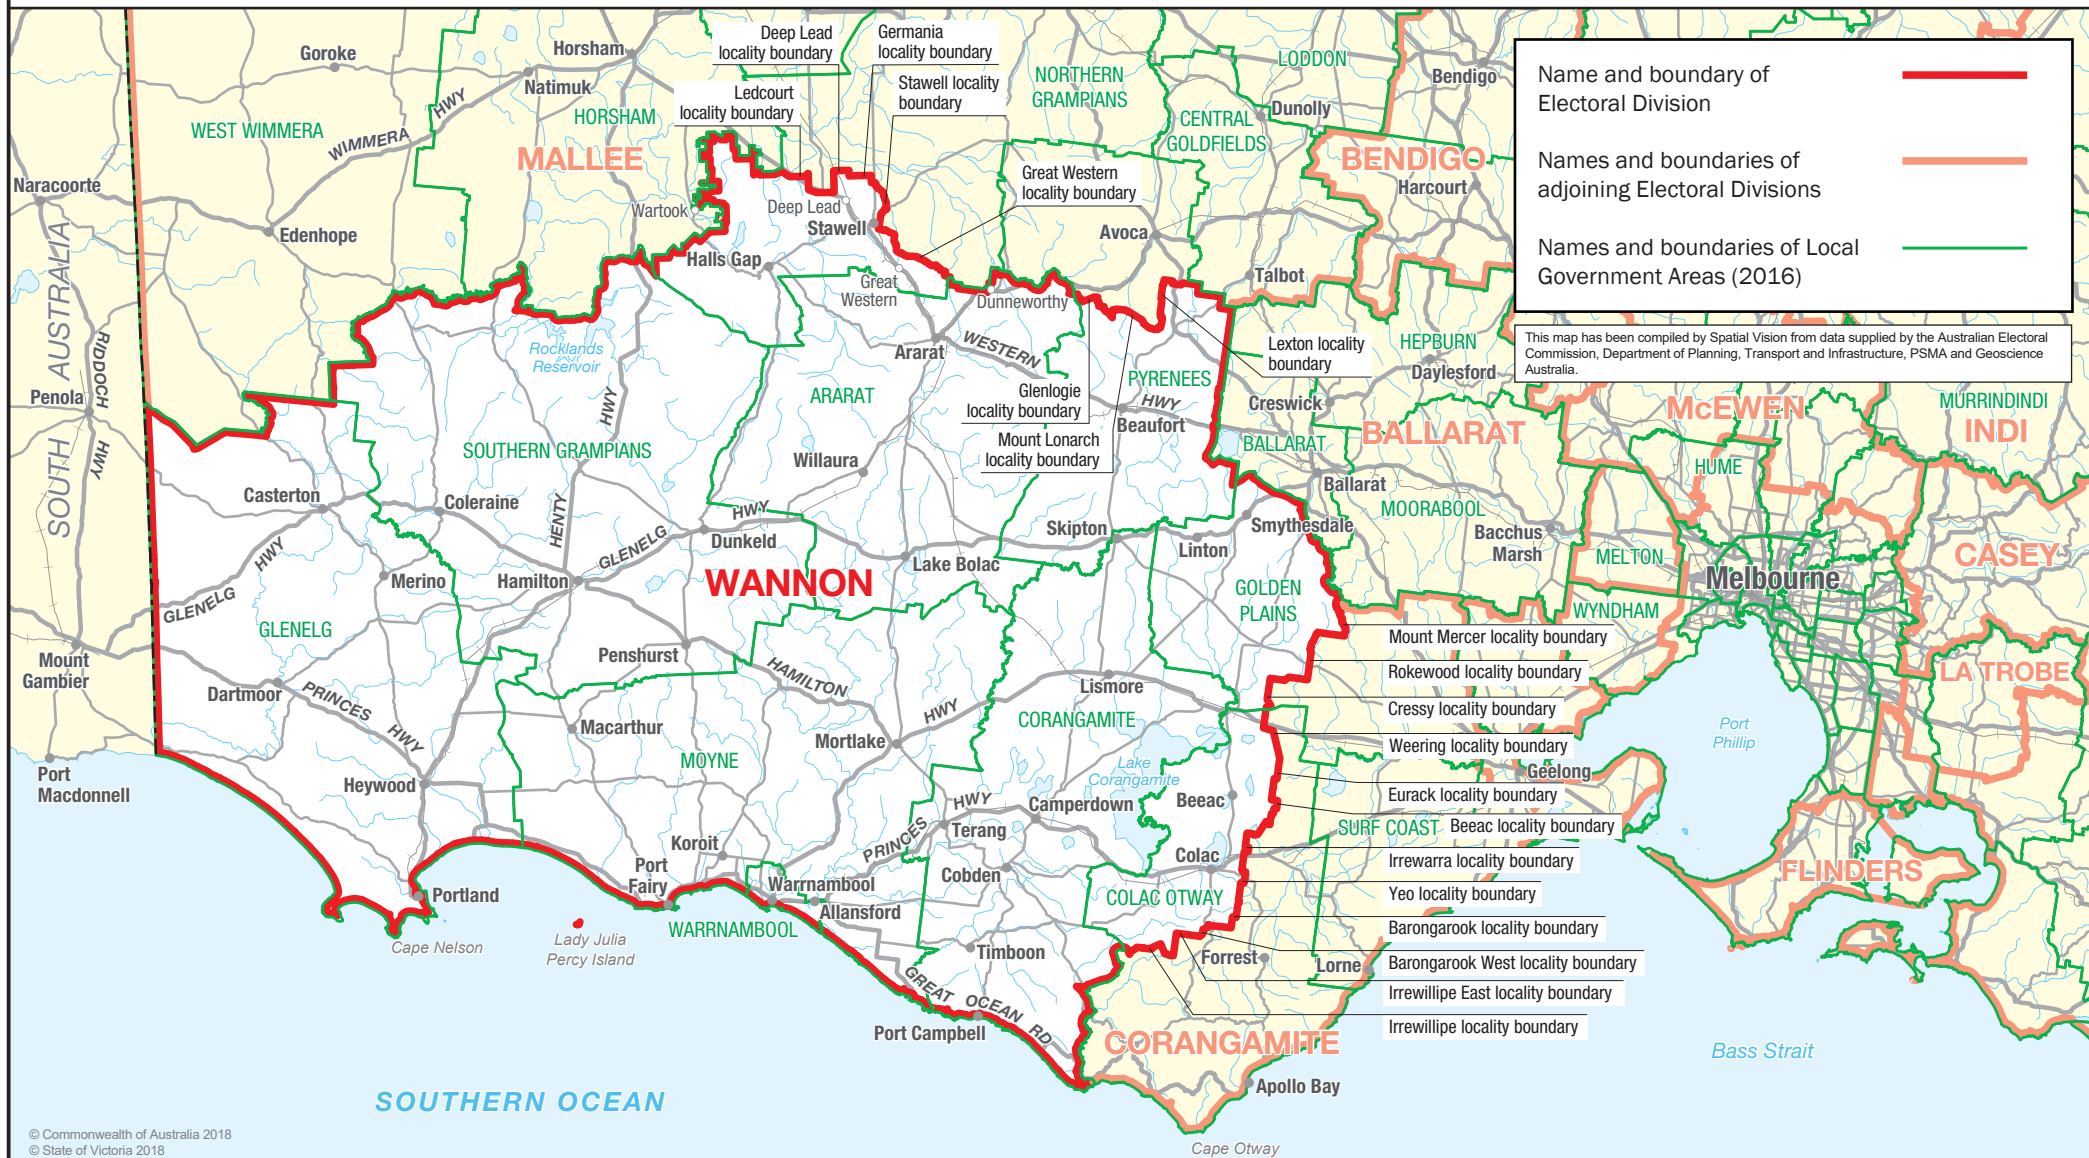 Deep Lead
locality boundary
Germania
locality boundary
Ledcourt
locality boundary
Stawell locality
boundary
Great Western
locality boundary
Goroke
Horsham
Natimuk
WIMMERA
HWY
HORSHAM
WEST WIMMERA
MALLEE
NORTHERN
GRAMPIANS
LODDON
Bendigo
Dunolly
CENTRAL
GOLDFIELDS
BENDIGO
Harcourt
Name and boundary of
Electoral Division
Names and boundaries of
adjoining Electoral Divisions
Names and boundaries of Local
Government Areas (2016)
This map has been compiled by Spatial Vision from data supplied by the Australian Electoral
Commission, Department of Planning, Transport and Infrastructure, PSMA and Geoscience
Australia.
Naracoorte
Edenhope
Wartook
Deep Lead
Stawell
Halls Gap
Great
Western
Dunneworthy
Avoca
Talbot
SOUTH AUSTRALIA
RIDDOCH
HWY
Penola
SOUTH
Rocklands
Reservoir
HWY
Ararat
WESTERN
HWY
PYRENEES
Lexton locality
boundary
HEPBURN
Daylesford
Creswick
Glenlogie
locality boundary
Mount Lonarch
locality boundary
Beaufort
ARARAT
SOUTHERN GRAMPIANS
BALLARAT
BALLARAT
McEWEN
MURRINDINDI
INDI
HUME
Willaura
Casterton
Coleraine
HENTY
GLENELG
HWY
Dunkeld
Lake Bolac
Skipton
Linton
Smythesdale
Ballarat
MOORABOOL
Bacchus
Marsh
MELTON
CASEY
Melbourne
WYNDHAM
GLENELG
HWY
Merino
Hamilton
WANNON
GOLDEN
PLAINS
GLENELG
Mount
Gambier
Dartmoor
PRINCES
HWY
Penshurst
HAMILTON
HWY
Lismore
Mount Mercer locality boundary
Rokewood locality boundary
Cressy locality boundary
Weering locality boundary
Eurack locality boundary
Beeac locality boundary
Irrewarra locality boundary
Yeo locality boundary
Barongarook locality boundary
Barongarook West locality boundary
Irrewillipe East locality boundary
Irrewillipe locality boundary
LA TROBE
Macarthur
Mortlake
CORANGAMITE
MOYNE
Port
Phillip
Port
Macdonnell
Heywood
Lake
Corangamite
Geelong
HWY
Camperdown
Beeac
PRINCES
Terang
SURF COAST
Koroit
Port
Fairy
Colac
Cobden
FLINDERS
Portland
Warrnambool
Allansford
COLAC OTWAY
WARRNAMBOOL
Cape Nelson
Lady Julia
Percy Island
Timboon
Forrest
Lorne
GREAT OCEAN RD
Port Campbell
CORANGAMITE
Bass Strait
Apollo Bay
SOUTHERN OCEAN
Cape Otway
© Commonwealth of Australia 2018
© State of Victoria 2018